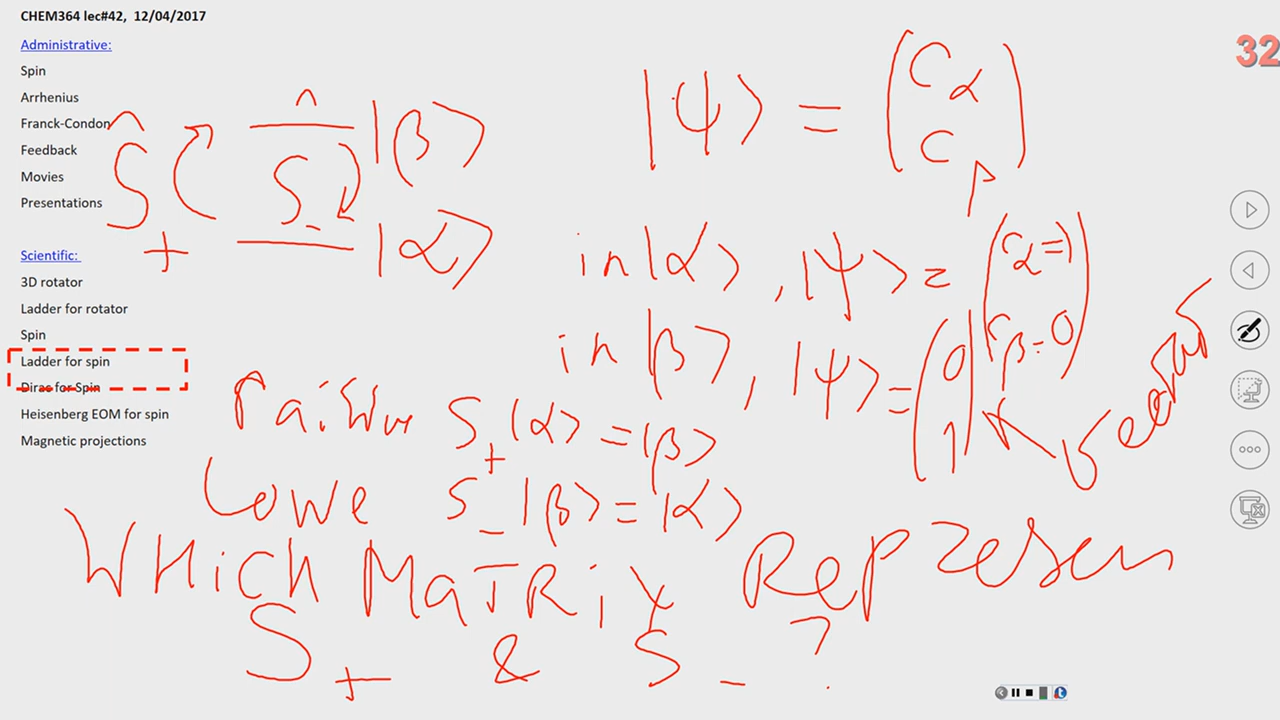 CHEM364 lec#42, 12/04/2017
32
Administrative:
Spin
Arrhenius
Franck-Condon
Feedback
Movies
Presentations
Scientific:
3D rotator
Ladder for rotator
Spin
Ladder for spin
Dirac for Spin
Heisenberg EOM for spin
Magnetic projections
Ŝ+ S- |β⟩
|α⟩
|ψ⟩ = (Cα
Cβ)
in |α⟩, |ψ⟩ = (Cα=1
Cβ=0)
in |β⟩, |ψ⟩ = (0
1)
S+ |α⟩ = |β⟩
Lowe S- |β⟩ = |α⟩
WHiCH MaTRiX RepreseN
S+ & S- ?